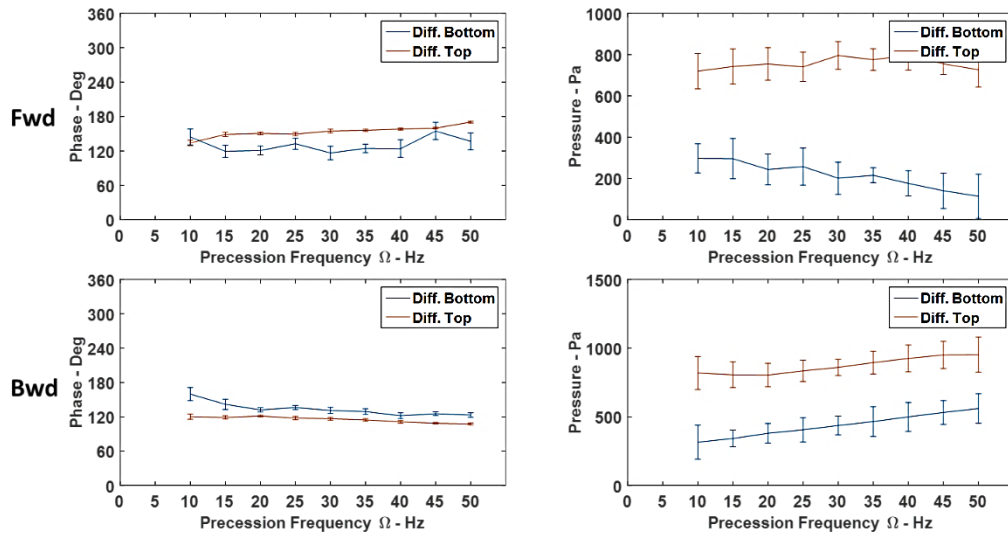 Fwd
360
300
240
180
120
60
0
Phase - Deg
Diff. Bottom
Diff. Top
0 5 10 15 20 25 30 35 40 45 50
Precession Frequency Ω - Hz
1000
800
600
400
200
0
Pressure - Pa
Diff. Bottom
Diff. Top
0 5 10 15 20 25 30 35 40 45 50
Precession Frequency Ω - Hz
Bwd
360
300
240
180
120
60
0
Phase - Deg
Diff. Bottom
Diff. Top
0 5 10 15 20 25 30 35 40 45 50
Precession Frequency Ω - Hz
1500
1000
500
0
Pressure - Pa
Diff. Bottom
Diff. Top
0 5 10 15 20 25 30 35 40 45 50
Precession Frequency Ω - Hz